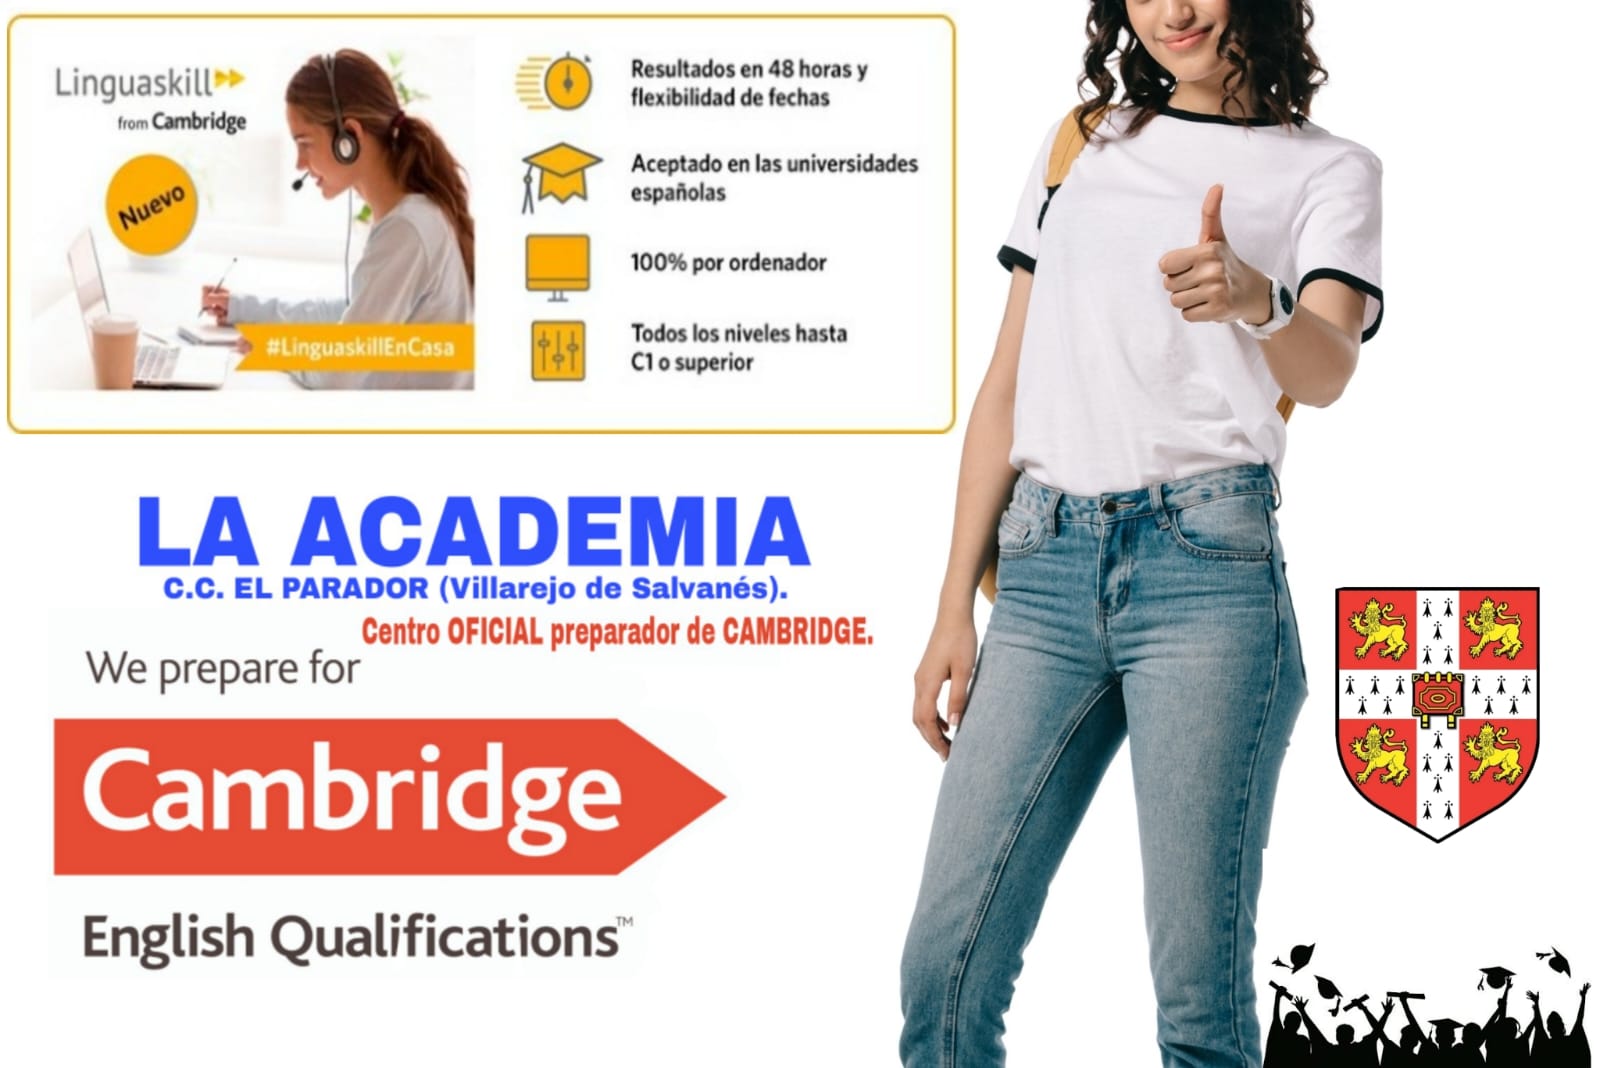 Linguaskill
from Cambridge
Nuevo
#LinguaskillEnCasa
Resultados en 48 horas y
flexibilidad de fechas
Aceptado en las universidades
españolas
100% por ordenador
Todos los niveles hasta
C1 o superior
LA ACADEMIA
C.C. EL PARADOR (Villarejo de Salvanés).
Centro OFICIAL preparador de CAMBRIDGE.
We prepare for
Cambridge
English Qualifications™